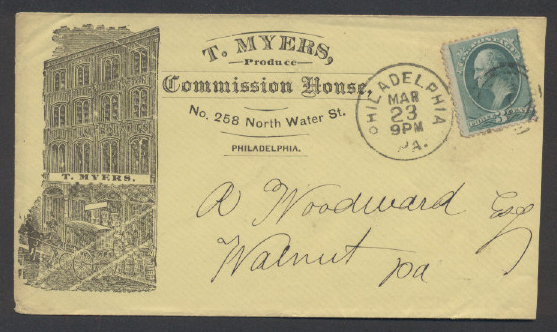 T. MYERS,
Produce
Commission House,
No. 258 North Water St.
PHILADELPHIA.
T. MYERS.
PHILADELPHIA
MAR
23
9PM
PA.
A Woodward Esq
Walnut pa